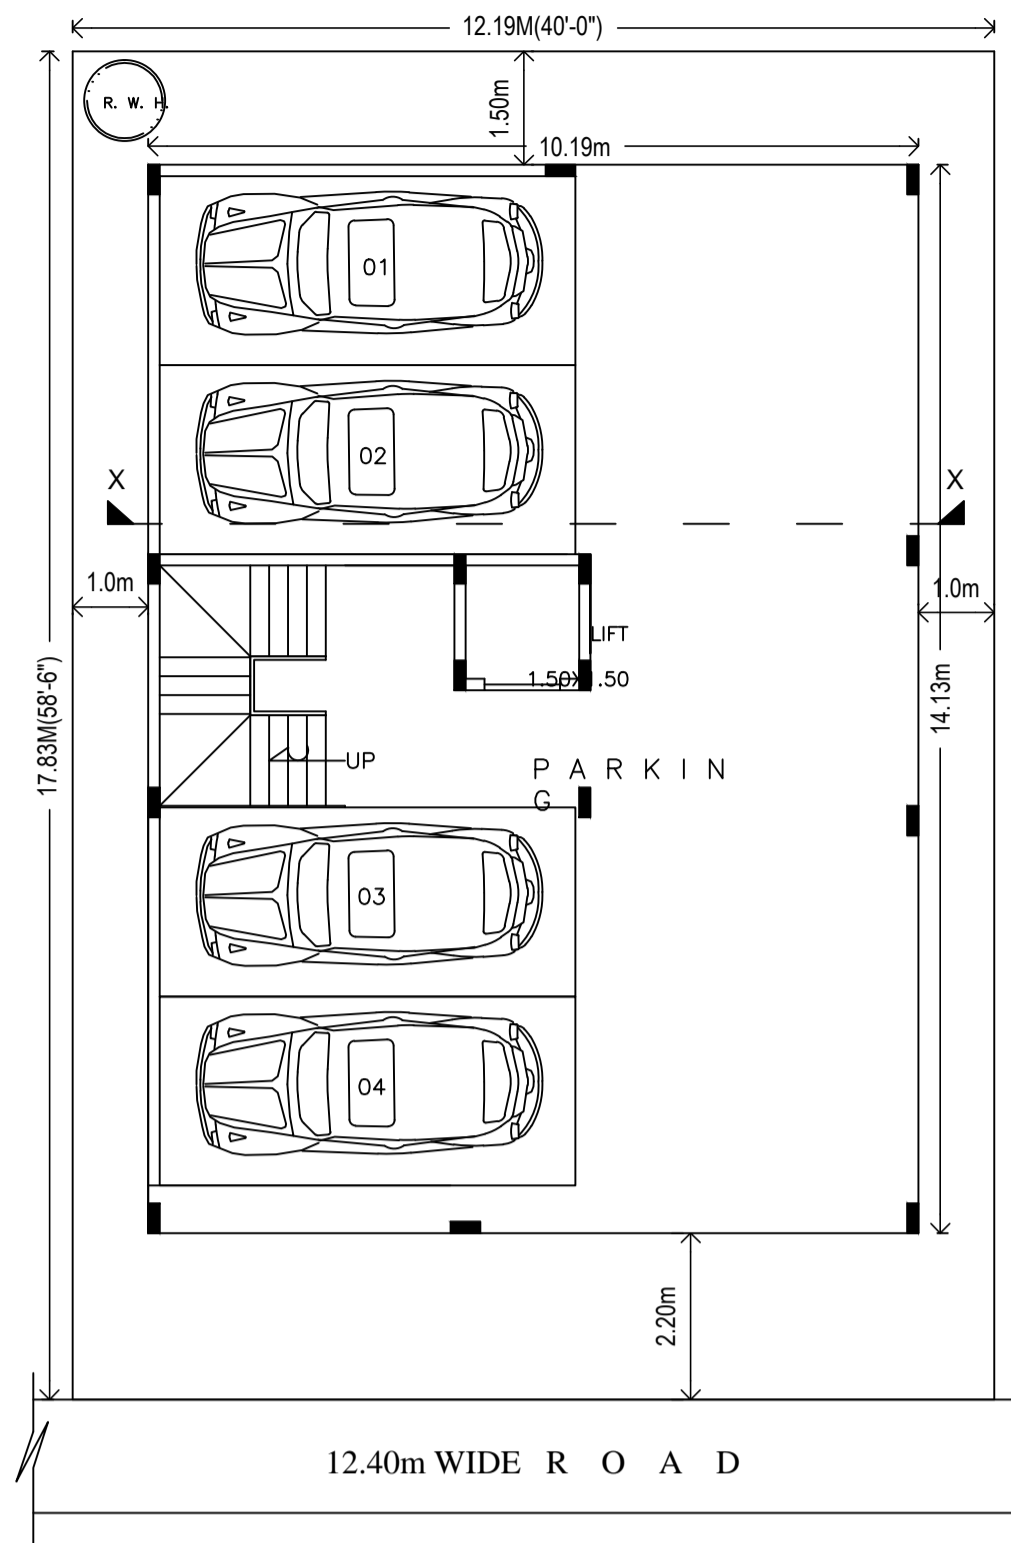 12.19M(40'-0")
R. W. H.
1.50m
10.19m
01
02
X
X
1.0m
1.0m
LIFT
1.50X1.50
17.83M(58'-6")
14.13m
UP
P A R K I N
G
03
04
2.20m
12.40m WIDE R O A D